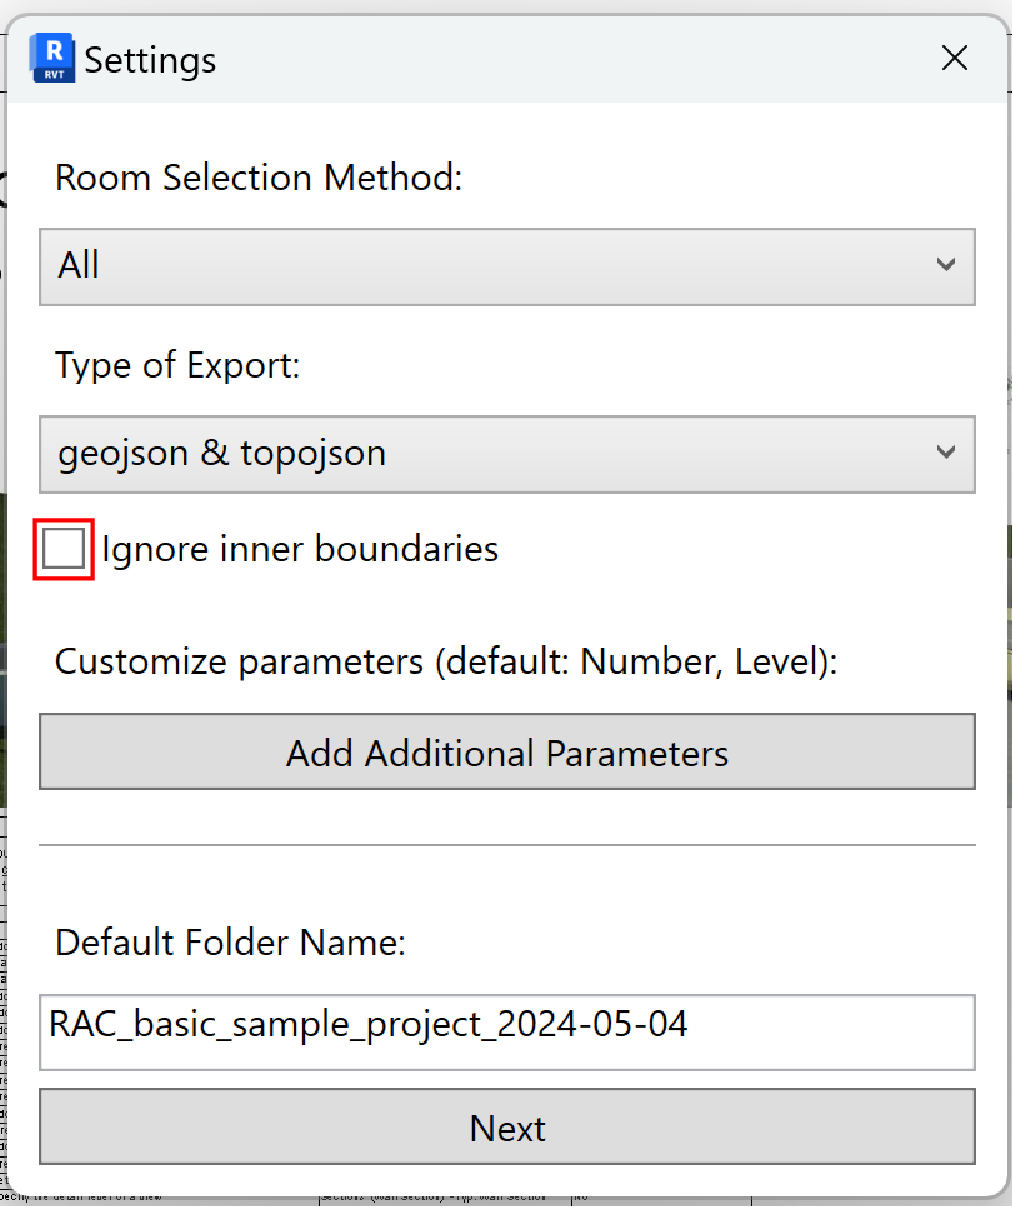 R
RVT
Settings
Room Selection Method:
All
Type of Export:
geojson & topojson
Ignore inner boundaries
Customize parameters (default: Number, Level):
Add Additional Parameters
Default Folder Name:
RAC_basic_sample_project_2024-05-04
Next